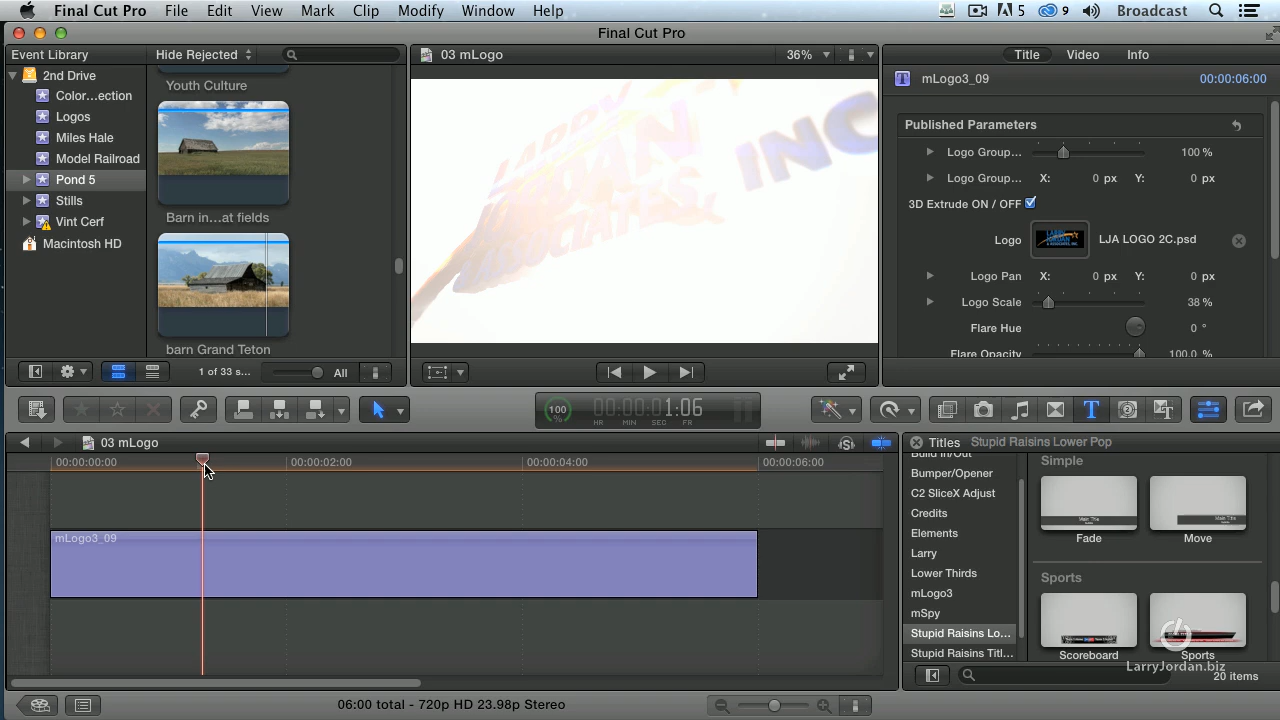 Final Cut Pro File Edit View Mark Clip Modify Window Help 5 9 Broadcast
Final Cut Pro
Event Library Hide Rejected 03 mLogo 36% Title Video Info
2nd Drive
Color...ection
Logos
Miles Hale
Model Railroad
Pond 5
Stills
Vint Cerf
Macintosh HD
Youth Culture
Barn in...at fields
barn Grand Teton
1 of 33 s... All
LARRY
JORDAN
& ASSOCIATES,
INC
mLogo3_09 00:00:06:00
Published Parameters
Logo Group... 100 %
Logo Group... X: 0 px Y: 0 px
3D Extrude ON / OFF
Logo LJA LOGO 2C.psd
Logo Pan X: 0 px Y: 0 px
Logo Scale 38 %
Flare Hue 0 °
Flare Opacity 100.0 %
100 % 00:00:01:06
HR MIN SEC FR
03 mLogo
00:00:00:00 00:00:02:00 00:00:04:00 00:00:06:00
mLogo3_09
Titles Stupid Raisins Lower Pop
Build In/Out
Bumper/Opener
C2 SliceX Adjust
Credits
Elements
Larry
Lower Thirds
mLogo3
mSpy
Stupid Raisins Lo...
Stupid Raisins Titl...
Simple
Main Title Main Title
Fade Move
Sports
Scoreboard Sports
LarryJordan.biz
20 items
06:00 total - 720p HD 23.98p Stereo